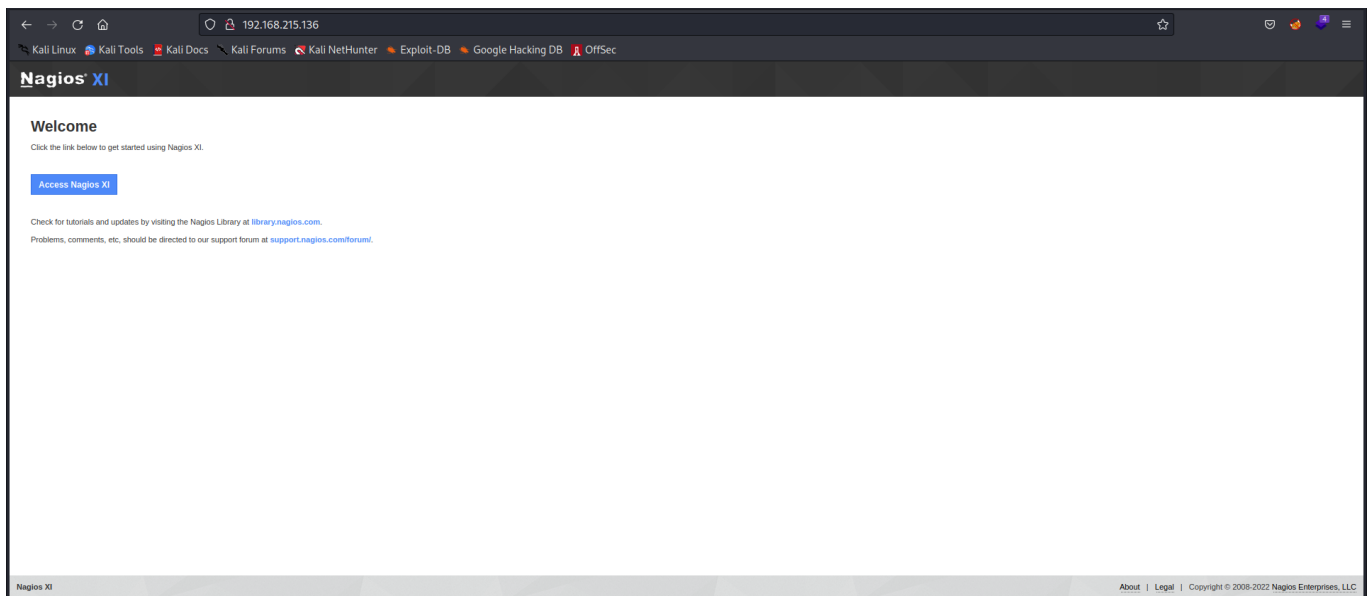 192.168.215.136
4
Kali Linux Kali Tools Kali Docs Kali Forums Kali NetHunter Exploit-DB Google Hacking DB OffSec
Nagios® XI
Welcome
Click the link below to get started using Nagios XI.
Access Nagios XI
Check for tutorials and updates by visiting the Nagios Library at library.nagios.com.
Problems, comments, etc, should be directed to our support forum at support.nagios.com/forum/.
Nagios XI About | Legal | Copyright © 2008-2022 Nagios Enterprises, LLC